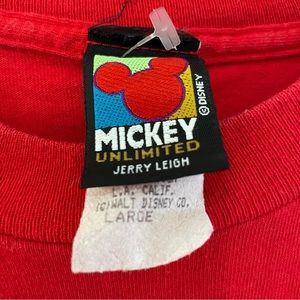 © DISNEY
MICKEY
UNLIMITED
JERRY LEIGH
L.A. CALIF.
(C)WALT DISNEY CO.
LARGE